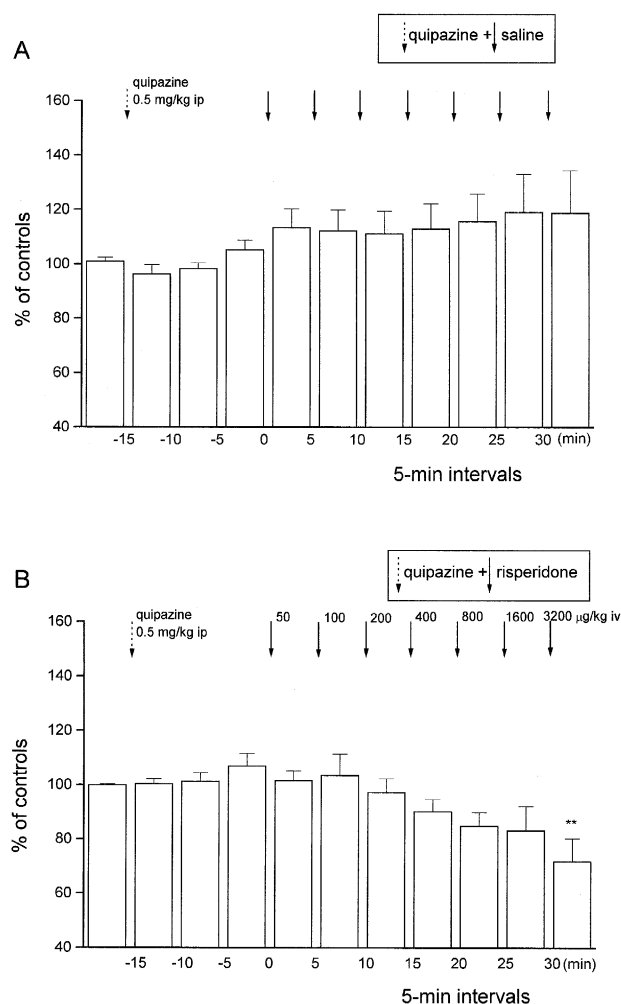 A
quipazine + saline
quipazine
0.5 mg/kg ip
160
140
120
100
80
60
40
% of controls
-15 -10 -5 0 5 10 15 20 25 30 (min)
5-min intervals
B
quipazine + risperidone
quipazine
0.5 mg/kg ip
50 100 200 400 800 1600 3200 µg/kg iv
160
140
120
100
80
60
40
% of controls
**
-15 -10 -5 0 5 10 15 20 25 30 (min)
5-min intervals